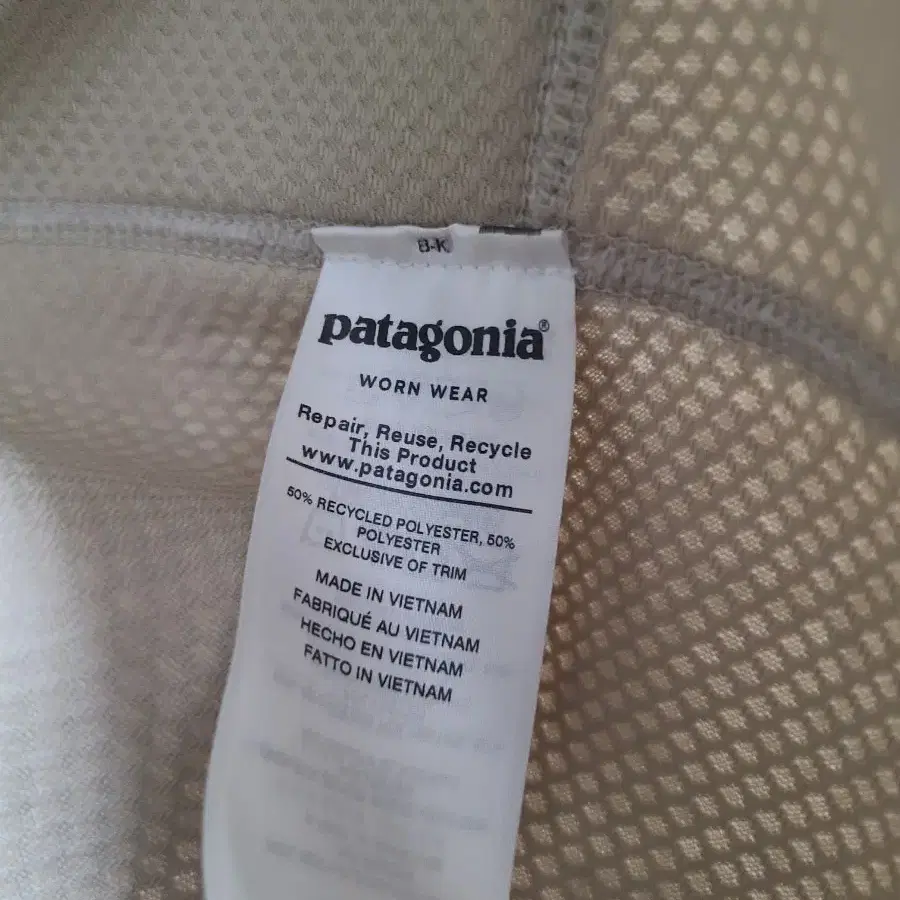 B-K
patagonia®
WORN WEAR
Repair, Reuse, Recycle
This Product
www.patagonia.com
50% RECYCLED POLYESTER, 50%
POLYESTER
EXCLUSIVE OF TRIM
MADE IN VIETNAM
FABRIQUÉ AU VIETNAM
HECHO EN VIETNAM
FATTO IN VIETNAM